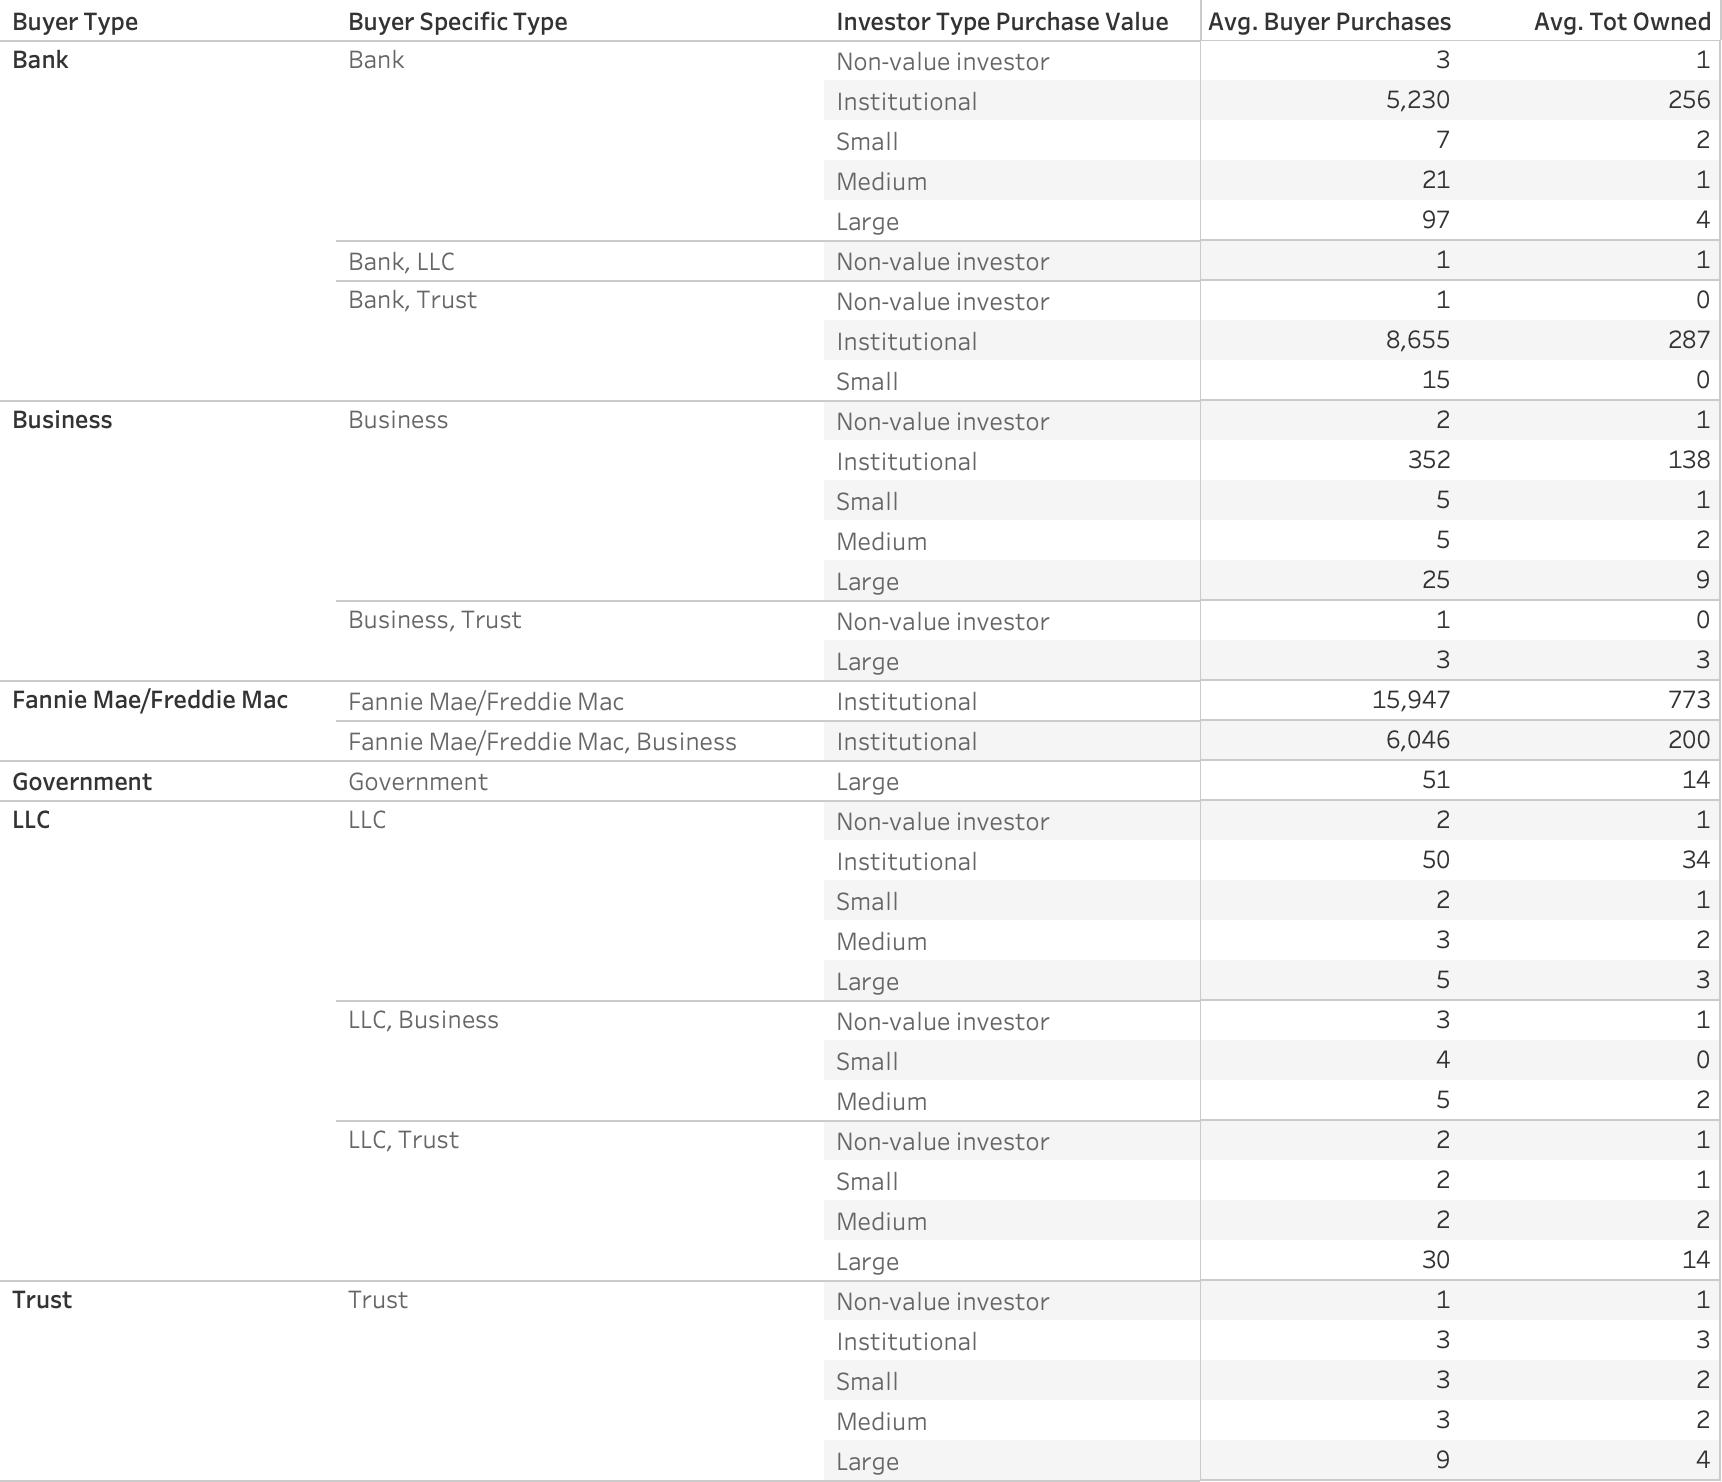 Buyer Type Buyer Specific Type Investor Type Purchase Value Avg. Buyer Purchases Avg. Tot Owned
Bank Bank Non-value investor 3 1
Institutional 5,230 256
Small 7 2
Medium 21 1
Large 97 4
Bank, LLC Non-value investor 1 1
Bank, Trust Non-value investor 1 0
Institutional 8,655 287
Small 15 0
Business Business Non-value investor 2 1
Institutional 352 138
Small 5 1
Medium 5 2
Large 25 9
Business, Trust Non-value investor 1 0
Large 3 3
Fannie Mae/Freddie Mac Fannie Mae/Freddie Mac Institutional 15,947 773
Fannie Mae/Freddie Mac, Business Institutional 6,046 200
Government Government Large 51 14
LLC LLC Non-value investor 2 1
Institutional 50 34
Small 2 1
Medium 3 2
Large 5 3
LLC, Business Non-value investor 3 1
Small 4 0
Medium 5 2
LLC, Trust Non-value investor 2 1
Small 2 1
Medium 2 2
Large 30 14
Trust Trust Non-value investor 1 1
Institutional 3 3
Small 3 2
Medium 3 2
Large 9 4